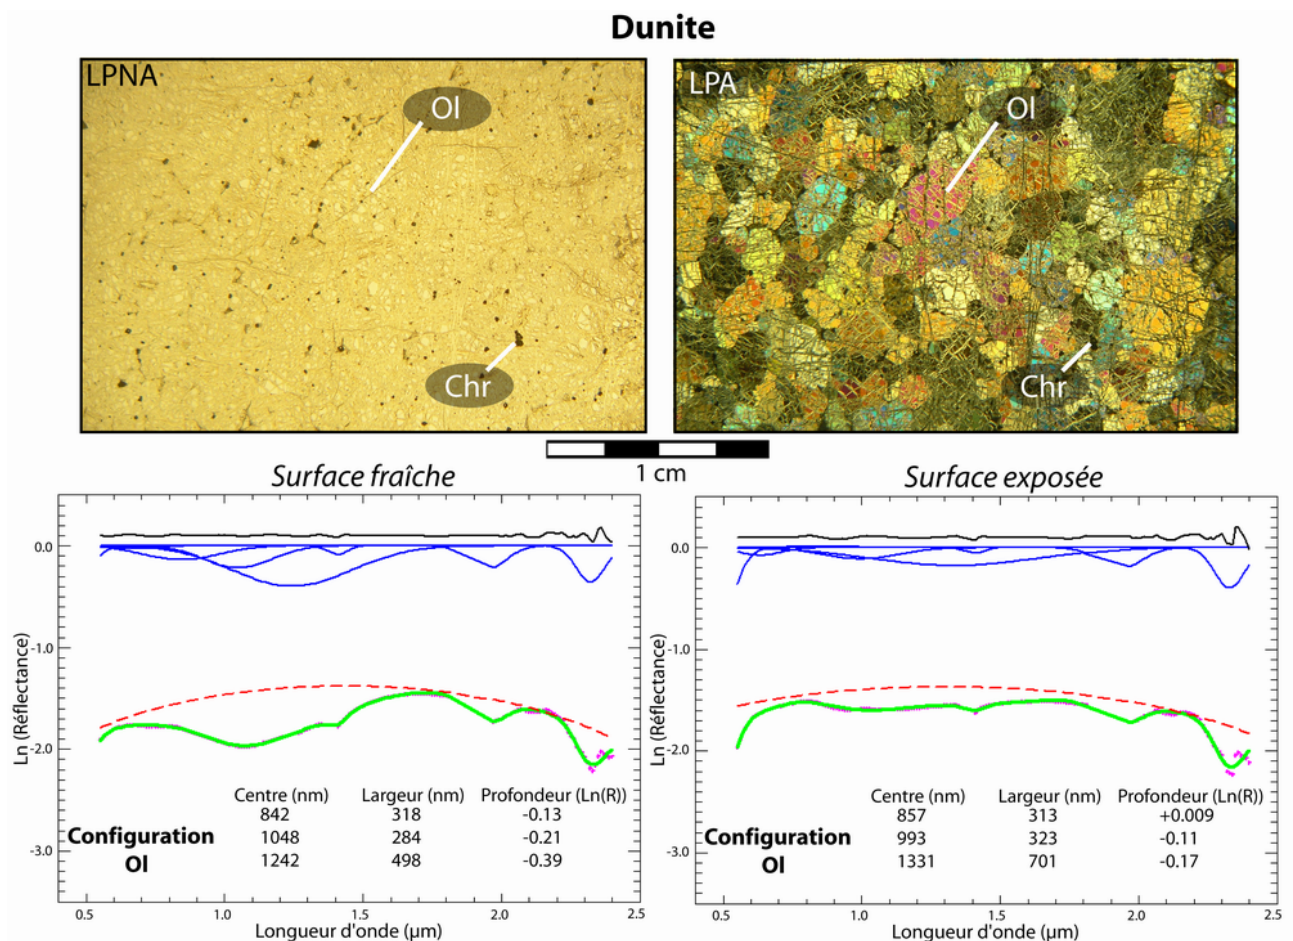 Dunite
LPNA
Ol
Chr
LPA
Ol
Chr
1 cm
Surface fraîche
Ln (Réflectance)
0.0
-1.0
-2.0
-3.0
Centre (nm) Largeur (nm) Profondeur (Ln(R))
842 318 -0.13
Configuration 1048 284 -0.21
Ol 1242 498 -0.39
0.5 1.0 1.5 2.0 2.5
Longueur d'onde (µm)
Surface exposée
Ln (Réflectance)
0.0
-1.0
-2.0
-3.0
Centre (nm) Largeur (nm) Profondeur (Ln(R))
857 313 +0.009
Configuration 993 323 -0.11
Ol 1331 701 -0.17
0.5 1.0 1.5 2.0 2.5
Longueur d'onde (µm)